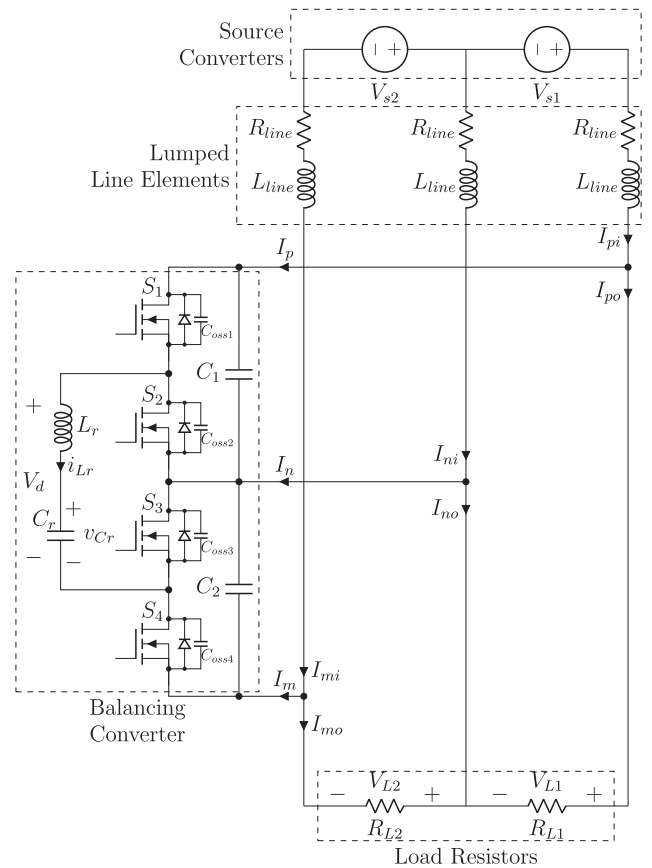 Source
Converters
− +
− +
V_{s2}
V_{s1}
R_{line}
R_{line}
R_{line}
Lumped
Line Elements
L_{line}
L_{line}
L_{line}
I_{pi}
I_p
I_{po}
S_1
C_{oss1}
C_1
+
S_2
L_r
C_{oss2}
i_{Lr}
V_d
I_n
I_{ni}
I_{no}
S_3
+
C_r
v_{Cr}
C_{oss3}
−
−
C_2
S_4
C_{oss4}
I_m
I_{mi}
I_{mo}
Balancing
Converter
V_{L2}
V_{L1}
− +
− +
R_{L2}
R_{L1}
Load Resistors